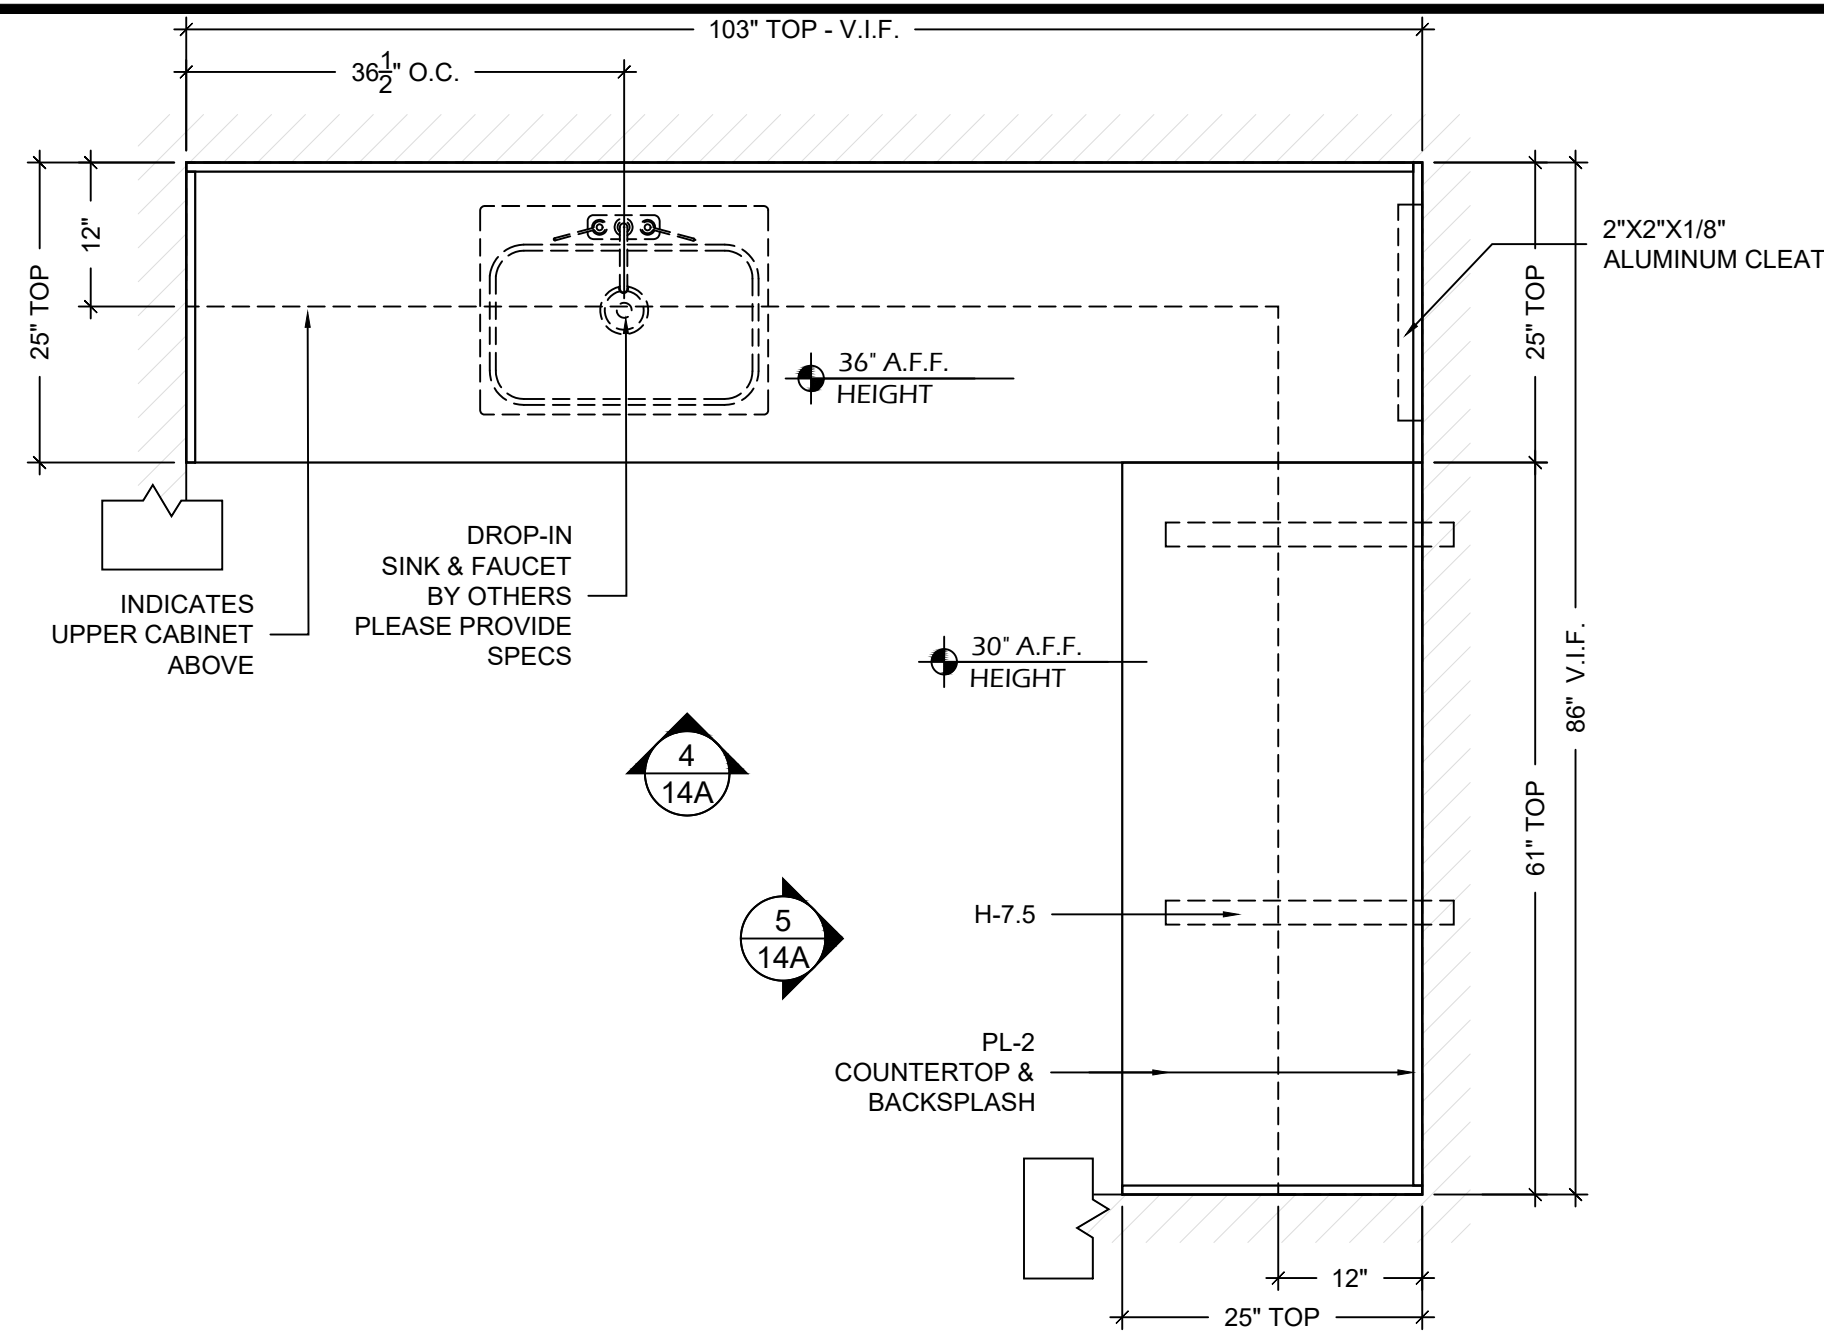 103" TOP - V.I.F.
36 1/2" O.C.
12"
25" TOP
2"X2"X1/8"
ALUMINUM CLEAT
25" TOP
36" A.F.F.
HEIGHT
INDICATES
UPPER CABINET
ABOVE
DROP-IN
SINK & FAUCET
BY OTHERS
PLEASE PROVIDE
SPECS
30" A.F.F.
HEIGHT
86" V.I.F.
4
14A
61" TOP
5
14A
H-7.5
PL-2
COUNTERTOP &
BACKSPLASH
12"
25" TOP